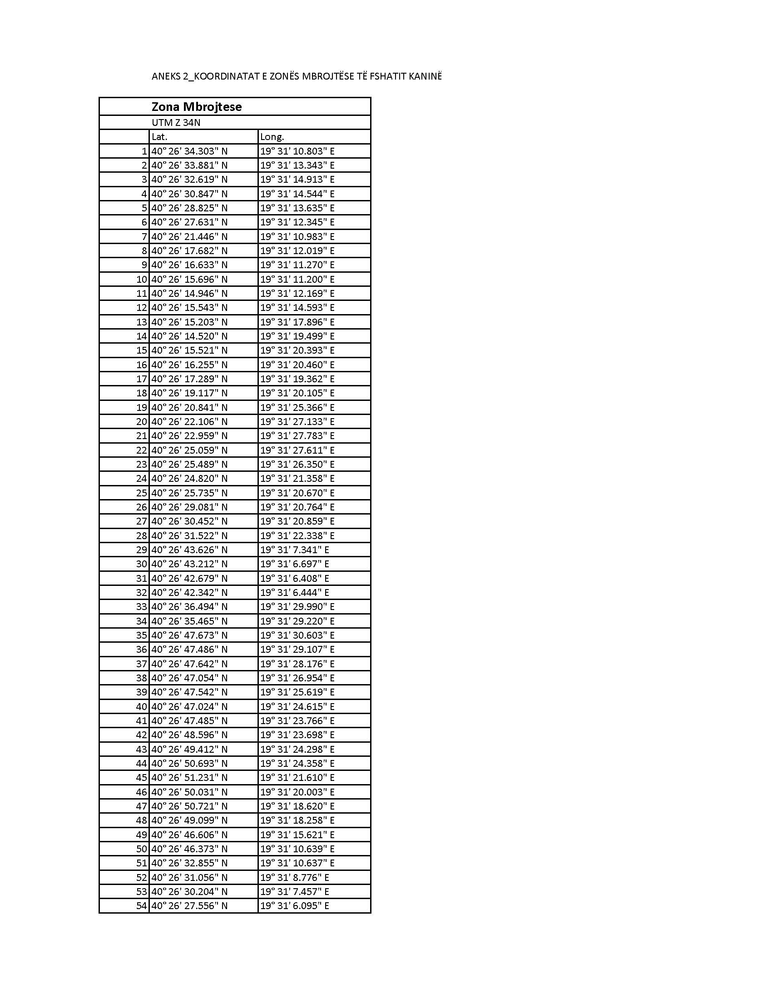 ANEKS 2_KOORDINATAT E ZONËS MBROJTËSE TË FSHATIT KANINË
Zona Mbrojtese
UTM Z 34N
Lat. Long.
1 40° 26' 34.303" N 19° 31' 10.803" E
2 40° 26' 33.881" N 19° 31' 13.343" E
3 40° 26' 32.619" N 19° 31' 14.913" E
4 40° 26' 30.847" N 19° 31' 14.544" E
5 40° 26' 28.825" N 19° 31' 13.635" E
6 40° 26' 27.631" N 19° 31' 12.345" E
7 40° 26' 21.446" N 19° 31' 10.983" E
8 40° 26' 17.682" N 19° 31' 12.019" E
9 40° 26' 16.633" N 19° 31' 11.270" E
10 40° 26' 15.696" N 19° 31' 11.200" E
11 40° 26' 14.946" N 19° 31' 12.169" E
12 40° 26' 15.543" N 19° 31' 14.593" E
13 40° 26' 15.203" N 19° 31' 17.896" E
14 40° 26' 14.520" N 19° 31' 19.499" E
15 40° 26' 15.521" N 19° 31' 20.393" E
16 40° 26' 16.255" N 19° 31' 20.460" E
17 40° 26' 17.289" N 19° 31' 19.362" E
18 40° 26' 19.117" N 19° 31' 20.105" E
19 40° 26' 20.841" N 19° 31' 25.366" E
20 40° 26' 22.106" N 19° 31' 27.133" E
21 40° 26' 22.959" N 19° 31' 27.783" E
22 40° 26' 25.059" N 19° 31' 27.611" E
23 40° 26' 25.489" N 19° 31' 26.350" E
24 40° 26' 24.820" N 19° 31' 21.358" E
25 40° 26' 25.735" N 19° 31' 20.670" E
26 40° 26' 29.081" N 19° 31' 20.764" E
27 40° 26' 30.452" N 19° 31' 20.859" E
28 40° 26' 31.522" N 19° 31' 22.338" E
29 40° 26' 43.626" N 19° 31' 7.341" E
30 40° 26' 43.212" N 19° 31' 6.697" E
31 40° 26' 42.679" N 19° 31' 6.408" E
32 40° 26' 42.342" N 19° 31' 6.444" E
33 40° 26' 36.494" N 19° 31' 29.990" E
34 40° 26' 35.465" N 19° 31' 29.220" E
35 40° 26' 47.673" N 19° 31' 30.603" E
36 40° 26' 47.486" N 19° 31' 29.107" E
37 40° 26' 47.642" N 19° 31' 28.176" E
38 40° 26' 47.054" N 19° 31' 26.954" E
39 40° 26' 47.542" N 19° 31' 25.619" E
40 40° 26' 47.024" N 19° 31' 24.615" E
41 40° 26' 47.485" N 19° 31' 23.766" E
42 40° 26' 48.596" N 19° 31' 23.698" E
43 40° 26' 49.412" N 19° 31' 24.298" E
44 40° 26' 50.693" N 19° 31' 24.358" E
45 40° 26' 51.231" N 19° 31' 21.610" E
46 40° 26' 50.031" N 19° 31' 20.003" E
47 40° 26' 50.721" N 19° 31' 18.620" E
48 40° 26' 49.099" N 19° 31' 18.258" E
49 40° 26' 46.606" N 19° 31' 15.621" E
50 40° 26' 46.373" N 19° 31' 10.639" E
51 40° 26' 32.855" N 19° 31' 10.637" E
52 40° 26' 31.056" N 19° 31' 8.776" E
53 40° 26' 30.204" N 19° 31' 7.457" E
54 40° 26' 27.556" N 19° 31' 6.095" E